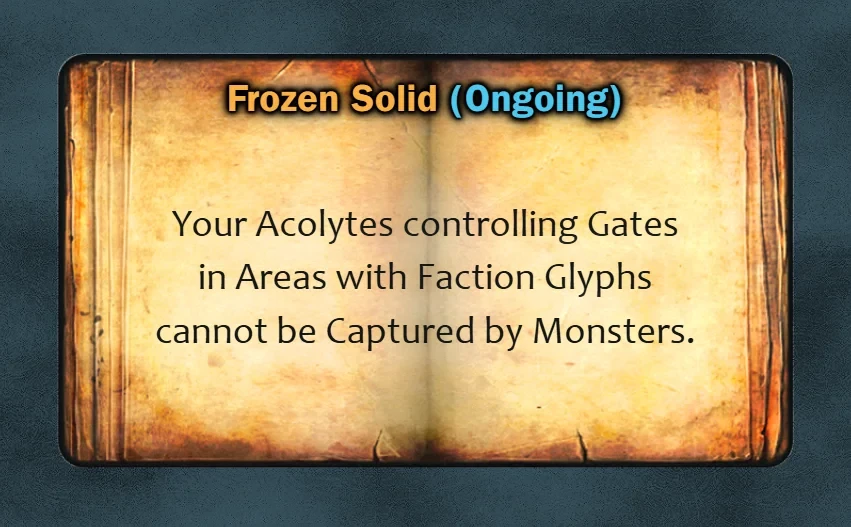 Frozen Solid (Ongoing)
Your Acolytes controlling Gates
in Areas with Faction Glyphs
cannot be Captured by Monsters.